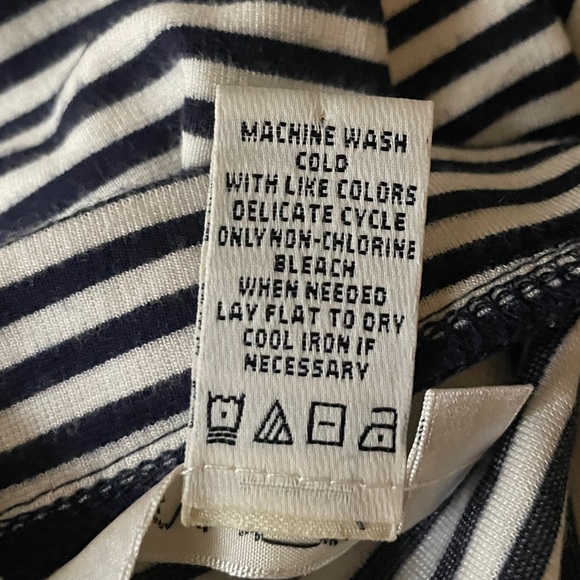 MACHINE WASH
COLD
WITH LIKE COLORS
DELICATE CYCLE
ONLY NON-CHLORINE
BLEACH
WHEN NEEDED
LAY FLAT TO DRY
COOL IRON IF
NECESSARY